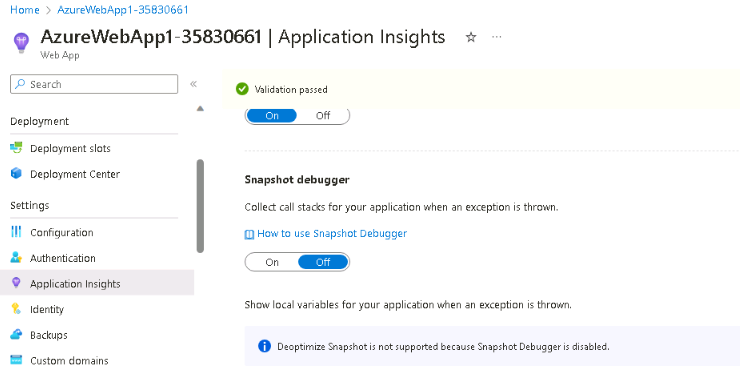 Home > AzureWebApp1-35830661
AzureWebApp1-35830661 | Application Insights ☆ ...
Web App
Search «
Validation passed
On Off
Deployment
Deployment slots
Deployment Center
Settings
Configuration
Authentication
Application Insights
Identity
Backups
Custom domains
Snapshot debugger
Collect call stacks for your application when an exception is thrown.
How to use Snapshot Debugger
On Off
Show local variables for your application when an exception is thrown.
Deoptimize Snapshot is not supported because Snapshot Debugger is disabled.